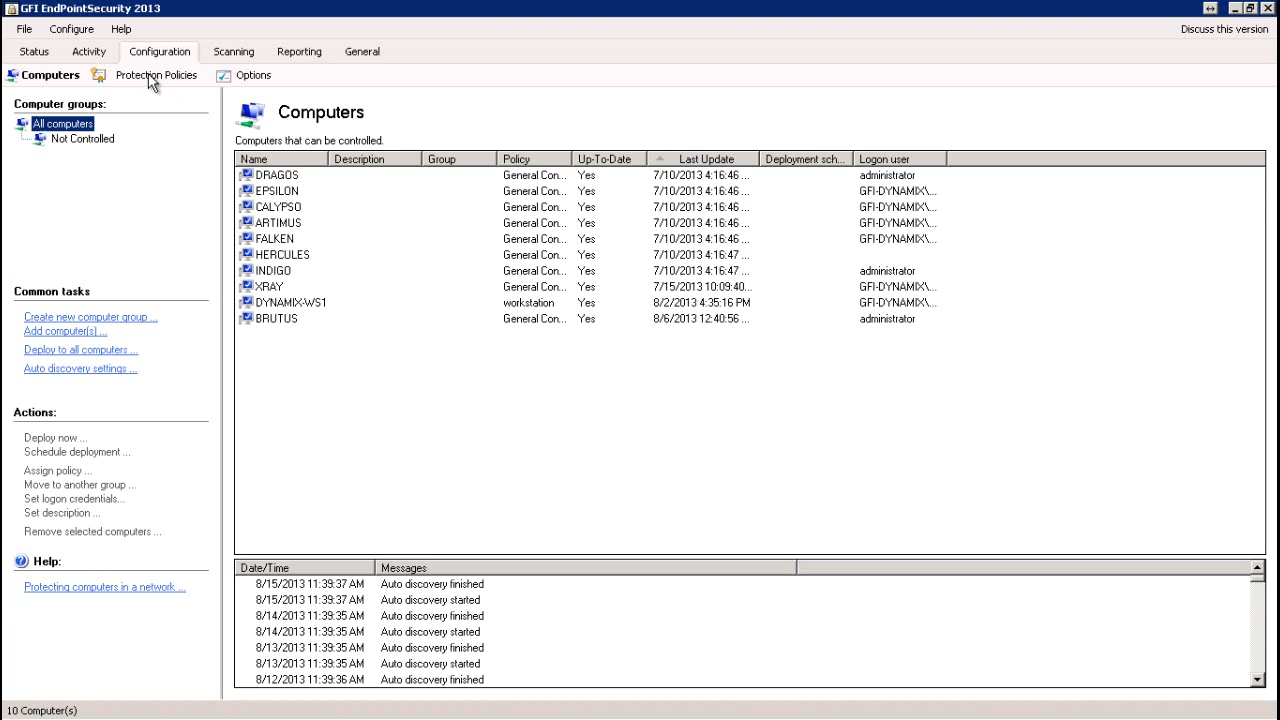 GFI EndPointSecurity 2013
File Configure Help Discuss this version
Status Activity Configuration Scanning Reporting General
Computers Protection Policies Options
Computer groups:
All computers
Not Controlled
Common tasks
Create new computer group ...
Add computer(s) ...
Deploy to all computers ...
Auto discovery settings ...
Actions:
Deploy now ...
Schedule deployment ...
Assign policy ...
Move to another group ...
Set logon credentials...
Set description ...
Remove selected computers ...
Help:
Protecting computers in a network ...
Computers
Computers that can be controlled.
Name Description Group Policy Up-To-Date Last Update Deployment sch... Logon user
DRAGOS General Con... Yes 7/10/2013 4:16:46 ... administrator
EPSILON General Con... Yes 7/10/2013 4:16:46 ... GFI-DYNAMIX\...
CALYPSO General Con... Yes 7/10/2013 4:16:46 ... GFI-DYNAMIX\...
ARTIMUS General Con... Yes 7/10/2013 4:16:46 ... GFI-DYNAMIX\...
FALKEN General Con... Yes 7/10/2013 4:16:46 ... GFI-DYNAMIX\...
HERCULES General Con... Yes 7/10/2013 4:16:47 ...
INDIGO General Con... Yes 7/10/2013 4:16:47 ... administrator
XRAY General Con... Yes 7/15/2013 10:09:40... GFI-DYNAMIX\...
DYNAMIX-WS1 workstation Yes 8/2/2013 4:35:16 PM GFI-DYNAMIX\...
BRUTUS General Con... Yes 8/6/2013 12:40:56 ... administrator
Date/Time Messages
8/15/2013 11:39:37 AM Auto discovery finished
8/15/2013 11:39:37 AM Auto discovery started
8/14/2013 11:39:35 AM Auto discovery finished
8/14/2013 11:39:35 AM Auto discovery started
8/13/2013 11:39:35 AM Auto discovery finished
8/13/2013 11:39:35 AM Auto discovery started
8/12/2013 11:39:36 AM Auto discovery finished
10 Computer(s)